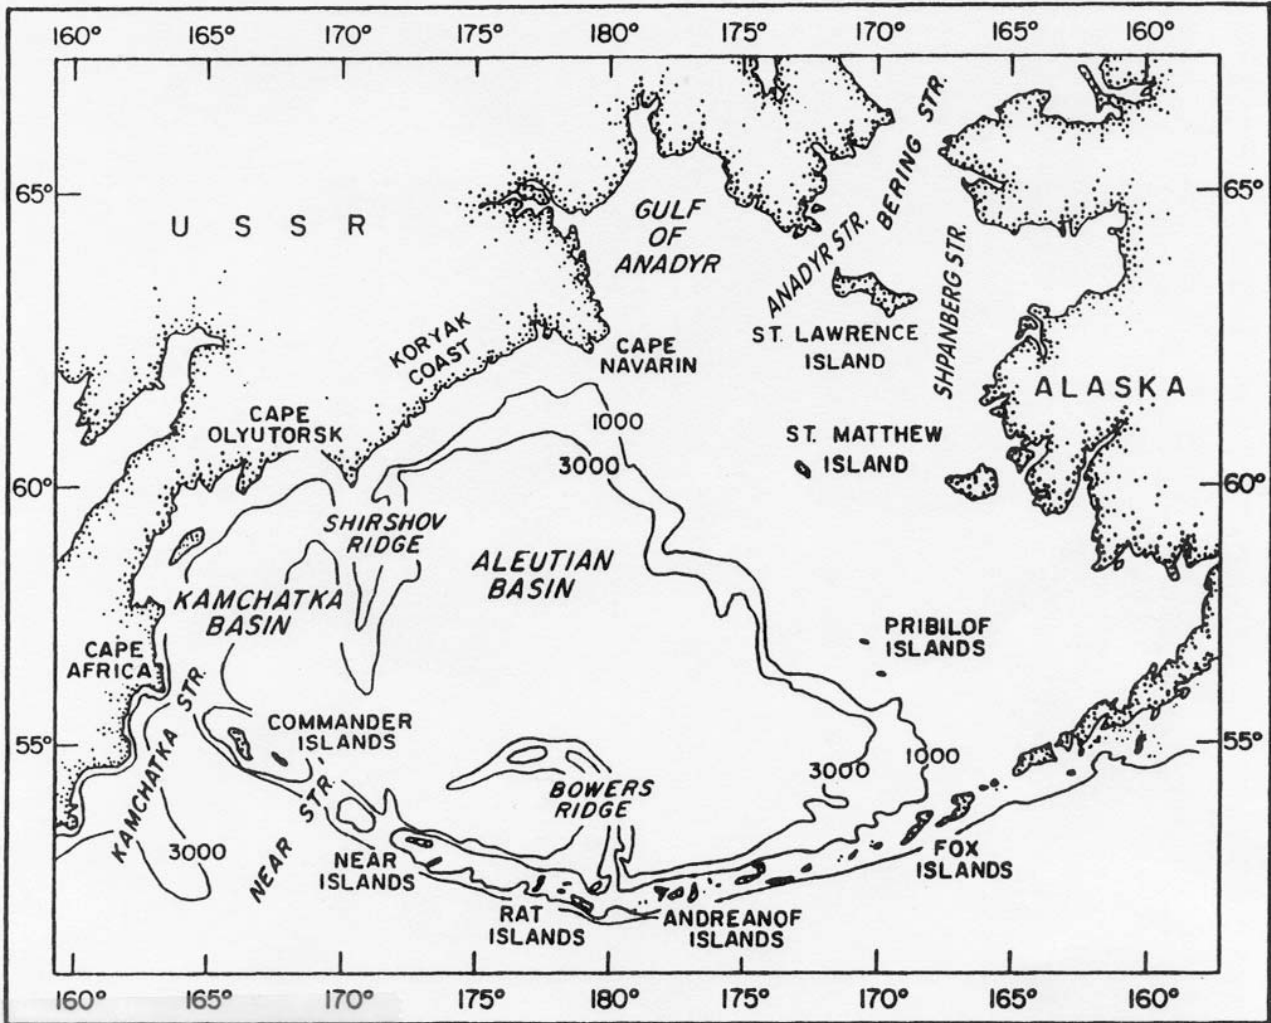 160° 165° 170° 175° 180° 175° 170° 165° 160°
BERING STR.
65° 65°
U S S R
GULF
OF
ANADYR
ANADYR STR.
SHPANBERG STR.
ST. LAWRENCE
ISLAND
KORYAK
COAST
CAPE
NAVARIN
ALASKA
CAPE
OLYUTORSK
1000
3000
ST. MATTHEW
ISLAND
60° 60°
SHIRSHOV
RIDGE
ALEUTIAN
BASIN
KAMCHATKA
BASIN
PRIBILOF
ISLANDS
CAPE
AFRICA
KAMCHATKA STR.
COMMANDER
ISLANDS
55° 55°
3000
1000
BOWERS
RIDGE
NEAR STR.
3000
NEAR
ISLANDS
FOX
ISLANDS
RAT
ISLANDS
ANDREANOF
ISLANDS
160° 165° 170° 175° 180° 175° 170° 165° 160°